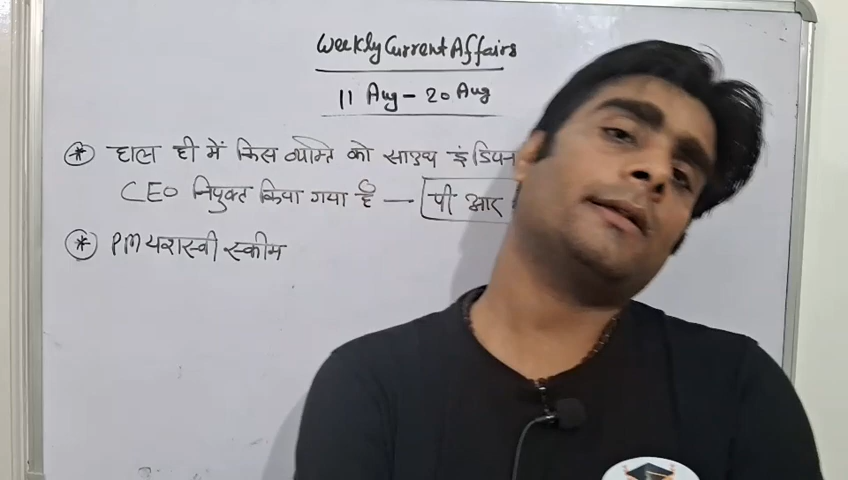 Weekly Current Affairs
11 Aug - 20 Aug
* हाल ही में किस व्यक्ति को साउथ इंडियन
CEO नियुक्त किया गया है — पी आर
* PM यशस्वी स्कीम